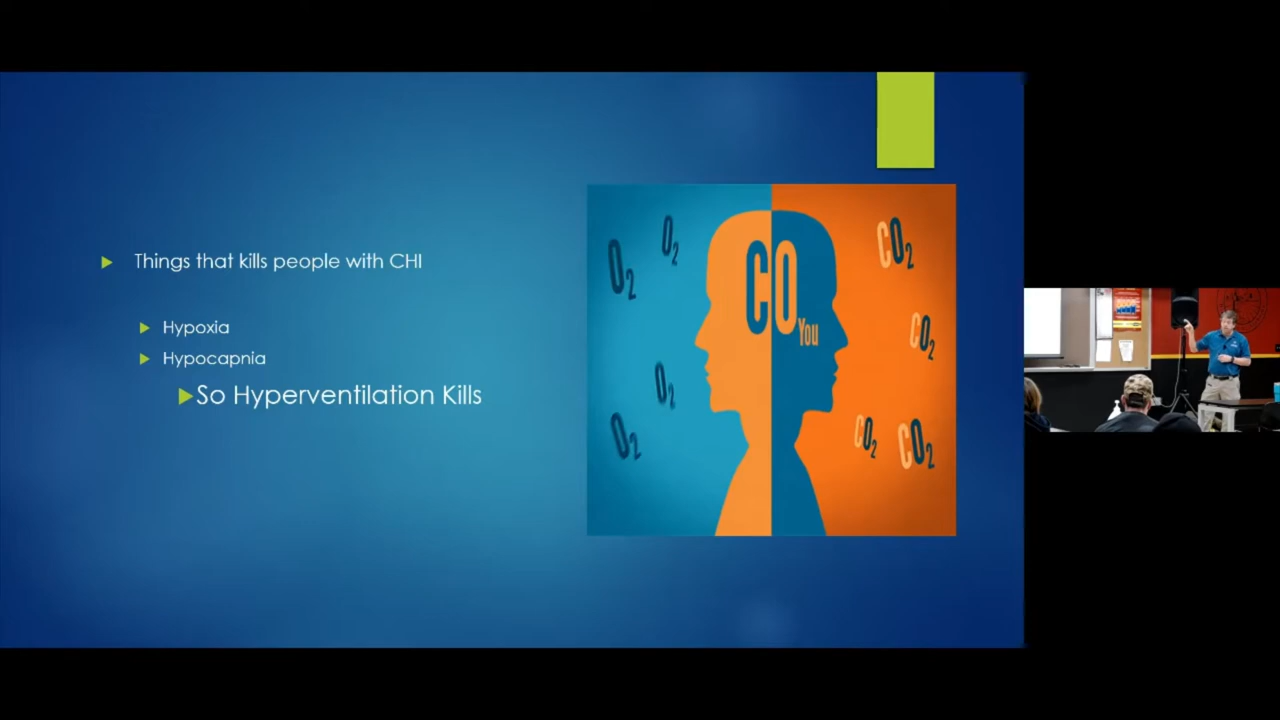 Things that kills people with CHI
Hypoxia
Hypocapnia
So Hyperventilation Kills
O2
O2
O2
O2
CO You
CO2
CO2
CO2
CO2